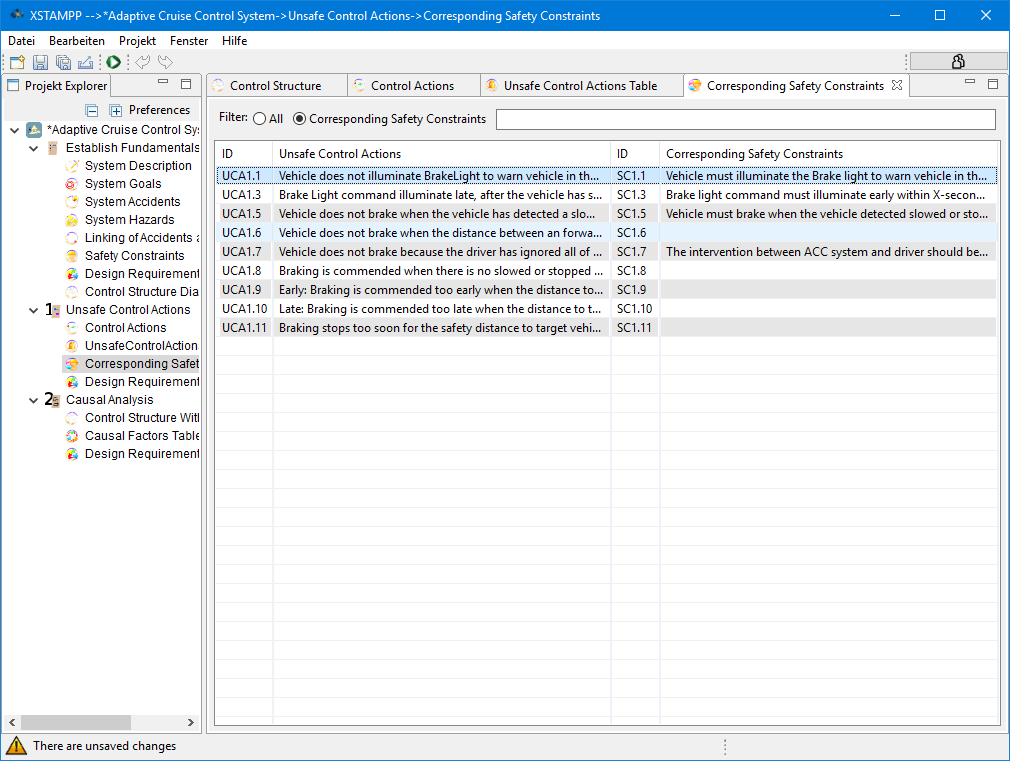 XSTAMPP -->*Adaptive Cruise Control System->Unsafe Control Actions->Corresponding Safety Constraints
Datei Bearbeiten Projekt Fenster Hilfe
Projekt Explorer
Preferences
*Adaptive Cruise Control Sy
Establish Fundamentals
System Description
System Goals
System Accidents
System Hazards
Linking of Accidents a
Safety Constraints
Design Requirement
Control Structure Dia
1 Unsafe Control Actions
Control Actions
UnsafeControlAction
Corresponding Safet
Design Requirement
2 Causal Analysis
Control Structure Wit
Causal Factors Table
Design Requirement
Control Structure Control Actions Unsafe Control Actions Table Corresponding Safety Constraints
Filter: All Corresponding Safety Constraints
ID Unsafe Control Actions ID Corresponding Safety Constraints
UCA1.1 Vehicle does not illuminate BrakeLight to warn vehicle in th... SC1.1 Vehicle must illuminate the Brake light to warn vehicle in th...
UCA1.3 Brake Light command illuminate late, after the vehicle has s... SC1.3 Brake light command must illuminate early within X-secon...
UCA1.5 Vehicle does not brake when the vehicle has detected a slo... SC1.5 Vehicle must brake when the vehicle detected slowed or sto...
UCA1.6 Vehicle does not brake when the distance between an forwa... SC1.6
UCA1.7 Vehicle does not brake because the driver has ignored all of ... SC1.7 The intervention between ACC system and driver should be...
UCA1.8 Braking is commended when there is no slowed or stopped ... SC1.8
UCA1.9 Early: Braking is commended too early when the distance to... SC1.9
UCA1.10 Late: Braking is commended too late when the distance to t... SC1.10
UCA1.11 Braking stops too soon for the safety distance to target vehi... SC1.11
There are unsaved changes